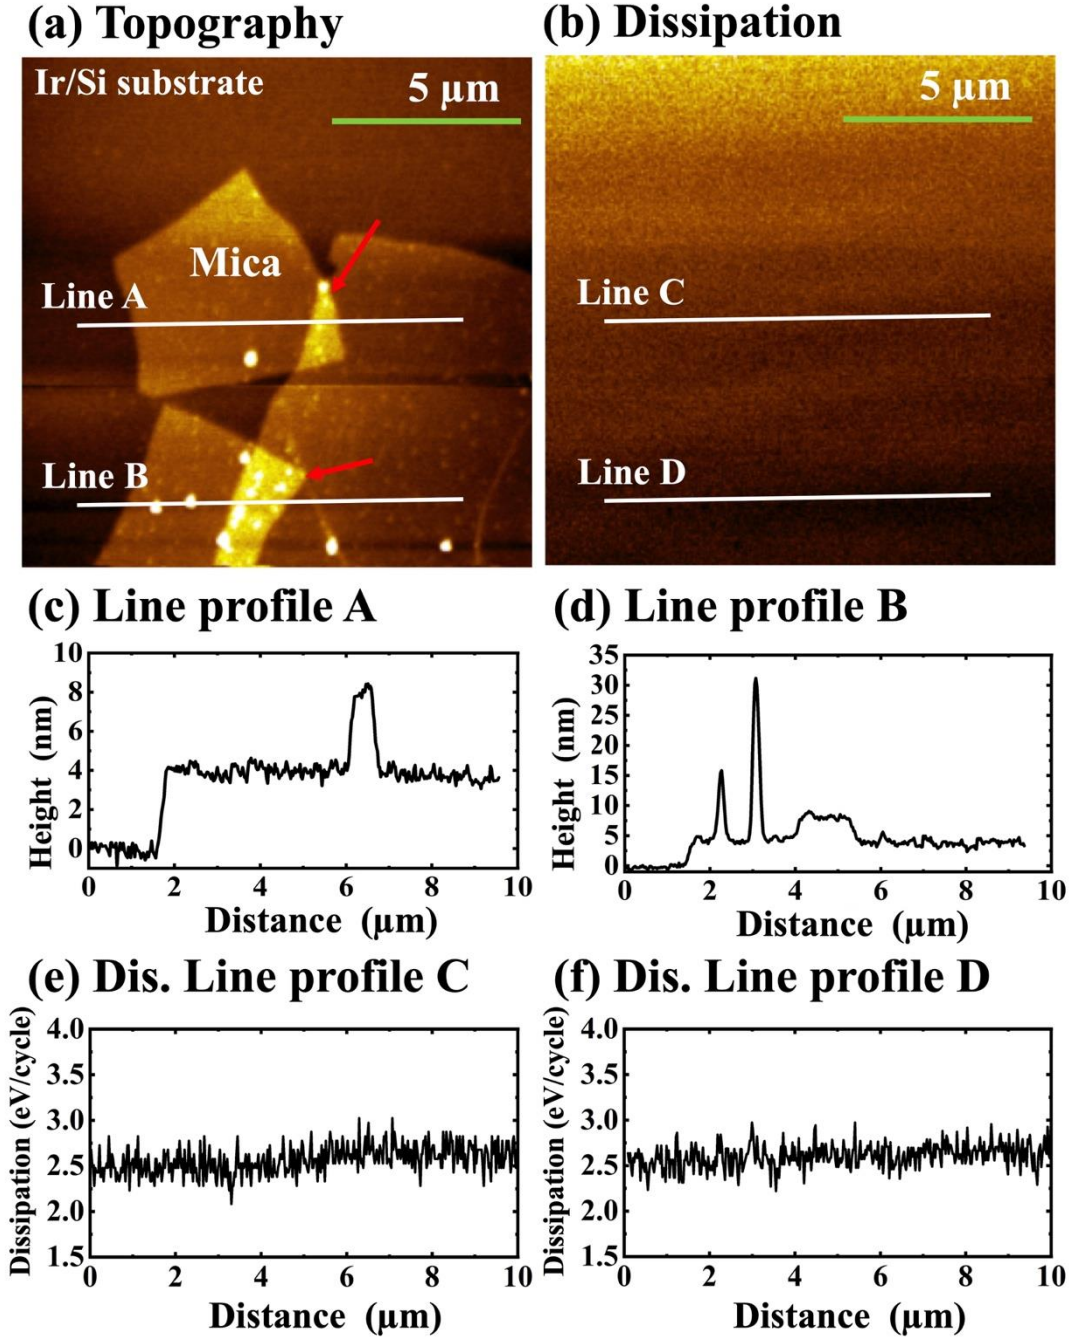 (a) Topography
(b) Dissipation
Ir/Si substrate
5 µm
5 µm
Mica
Line A
Line C
Line B
Line D
(c) Line profile A
(d) Line profile B
10
8
6
4
2
0
Height (nm)
0 2 4 6 8 10
Distance (µm)
35
30
25
20
15
10
5
0
Height (nm)
0 2 4 6 8 10
Distance (µm)
(e) Dis. Line profile C
(f) Dis. Line profile D
4.0
3.5
3.0
2.5
2.0
1.5
Dissipation (eV/cycle)
0 2 4 6 8 10
Distance (µm)
4.0
3.5
3.0
2.5
2.0
1.5
Dissipation (eV/cycle)
0 2 4 6 8 10
Distance (µm)